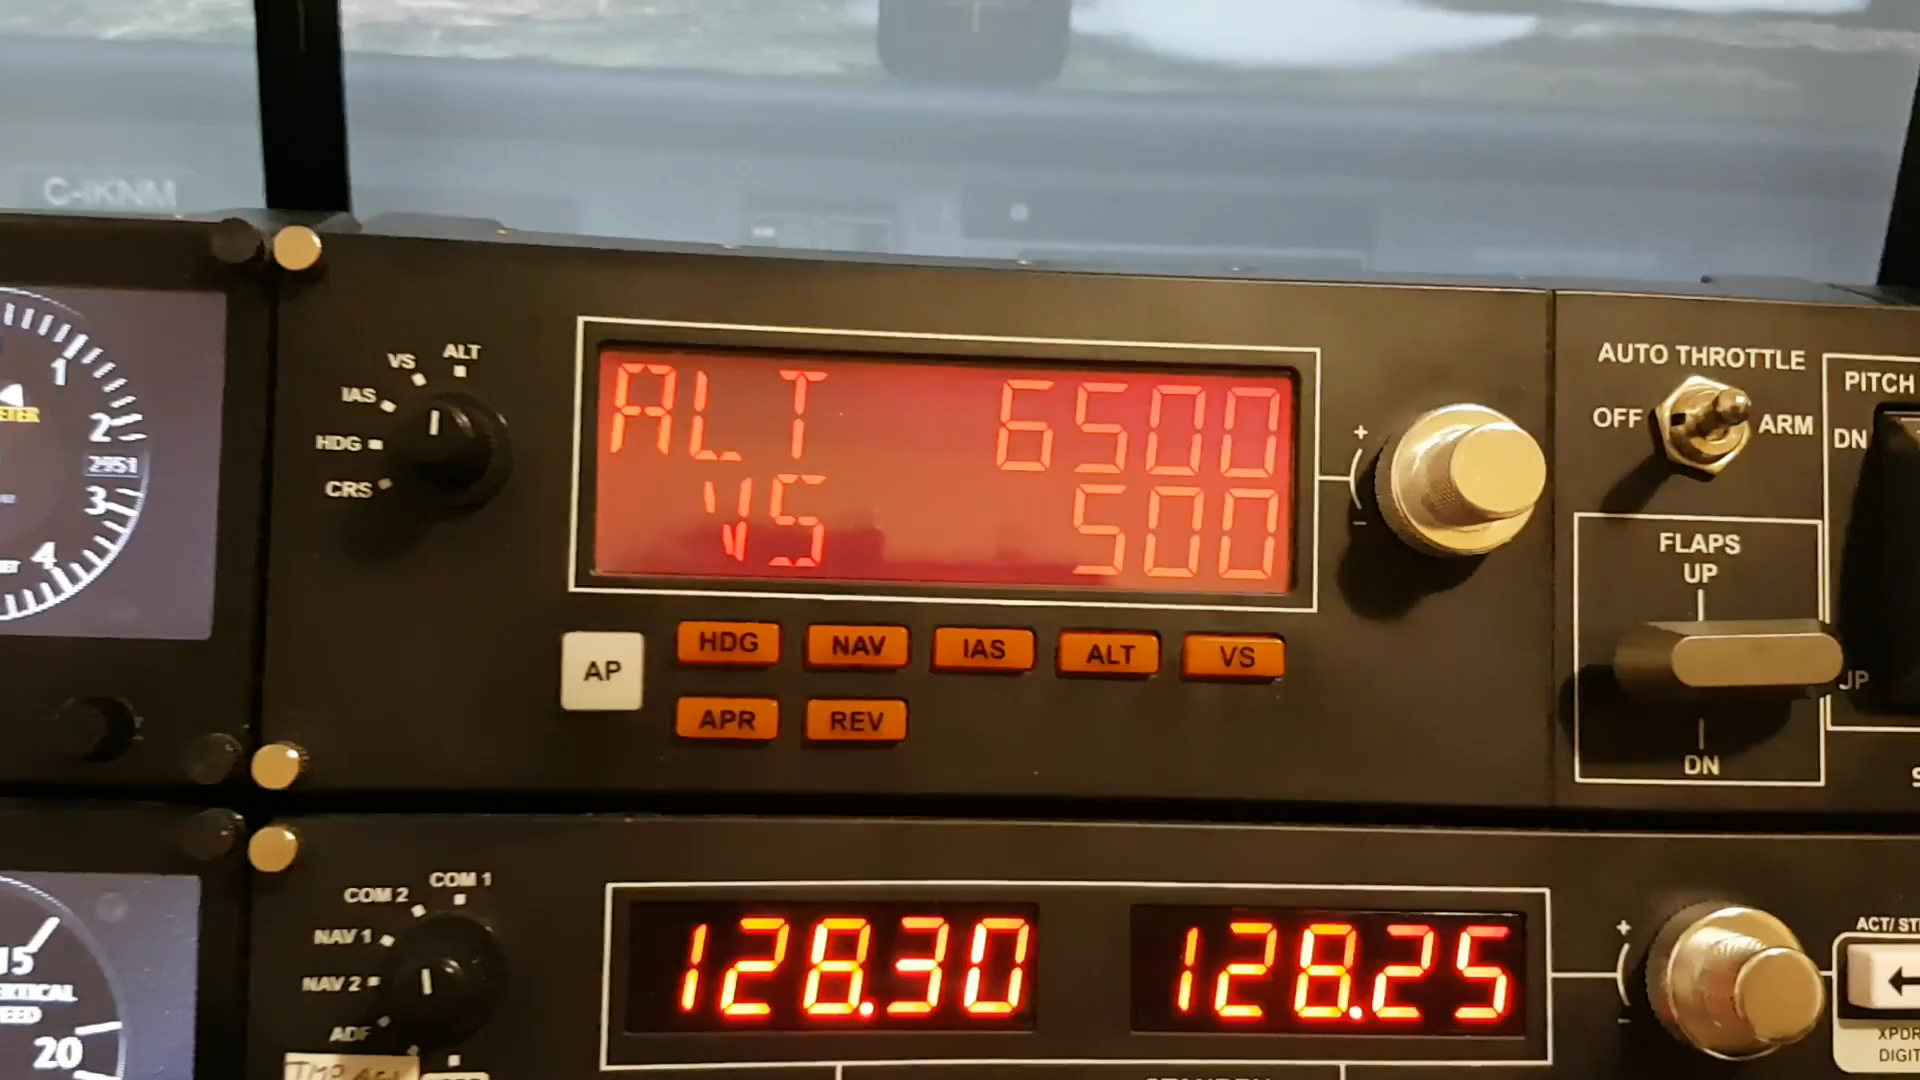 C-IKNM
VS ALT
IAS
HDG
CRS
ALT 6500
VS 500
+
-
AP HDG NAV IAS ALT VS
APR REV
AUTO THROTTLE
OFF ARM
FLAPS
UP
DN
PITCH
DN
UP
1
2
2951
3
4
COM 2 COM 1
NAV 1
NAV 2
ADF
128.30 128.25
+
-
ACT/
XPDR
15
20